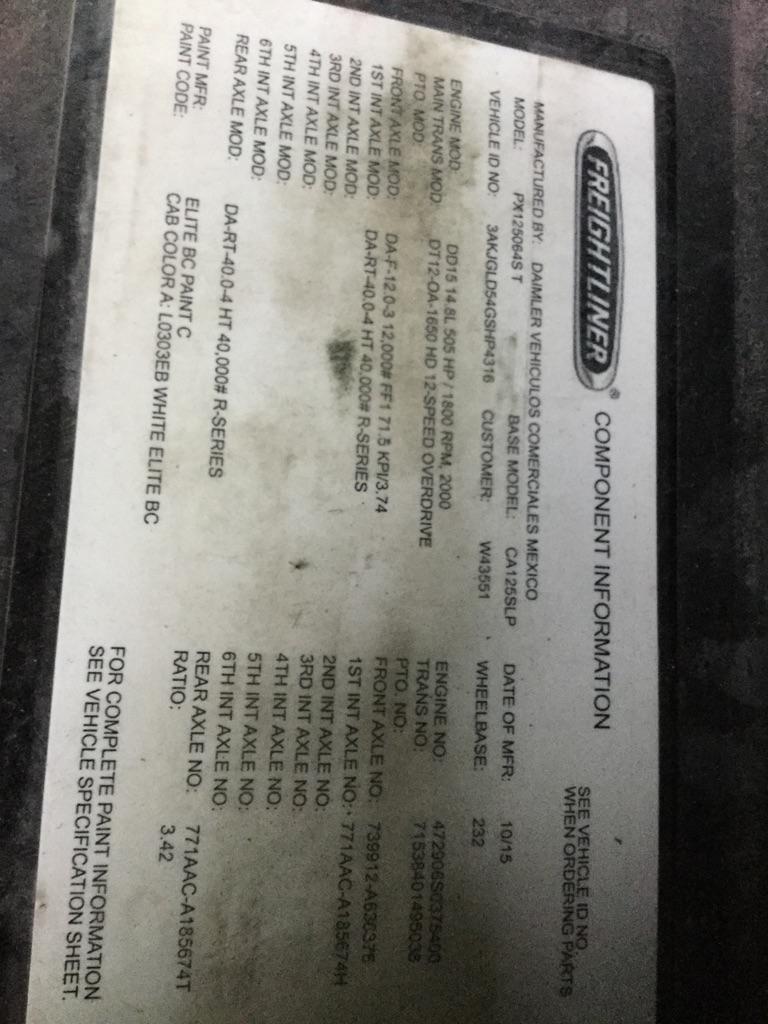 FREIGHTLINER® COMPONENT INFORMATION
SEE VEHICLE ID NO.
WHEN ORDERING PARTS
MANUFACTURED BY: DAIMLER VEHICULOS COMERCIALES MEXICO
MODEL: PX125064S T BASE MODEL: CA125SLP DATE OF MFR: 10/15
VEHICLE ID NO: 3AKJGLD54GSHP4316 CUSTOMER: W43551 WHEELBASE: 232
ENGINE MOD: DD15 14.8L 505 HP / 1800 RPM, 2000 ENGINE NO: 472906S0375400
MAIN TRANS MOD: DT12-OA-1650 HD 12-SPEED OVERDRIVE TRANS NO: 71538401495038
PTO. MOD: PTO. NO:
FRONT AXLE MOD: DA-F-12.0-3 12,000# FF1 71.5 KPI/3.74 FRONT AXLE NO: 739912-A636376
1ST INT AXLE MOD: DA-RT-40.0-4 HT 40,000# R-SERIES 1ST INT AXLE NO: 771AAC-A185674H
2ND INT AXLE MOD: 2ND INT AXLE NO:
3RD INT AXLE MOD: 3RD INT AXLE NO:
4TH INT AXLE MOD: 4TH INT AXLE NO:
5TH INT AXLE MOD: 5TH INT AXLE NO:
6TH INT AXLE MOD: 6TH INT AXLE NO:
REAR AXLE MOD: DA-RT-40.0-4 HT 40,000# R-SERIES REAR AXLE NO: 771AAC-A185674T
RATIO: 3.42
PAINT MFR: ELITE BC PAINT C
PAINT CODE: CAB COLOR A: L0303EB WHITE ELITE BC
FOR COMPLETE PAINT INFORMATION
SEE VEHICLE SPECIFICATION SHEET.